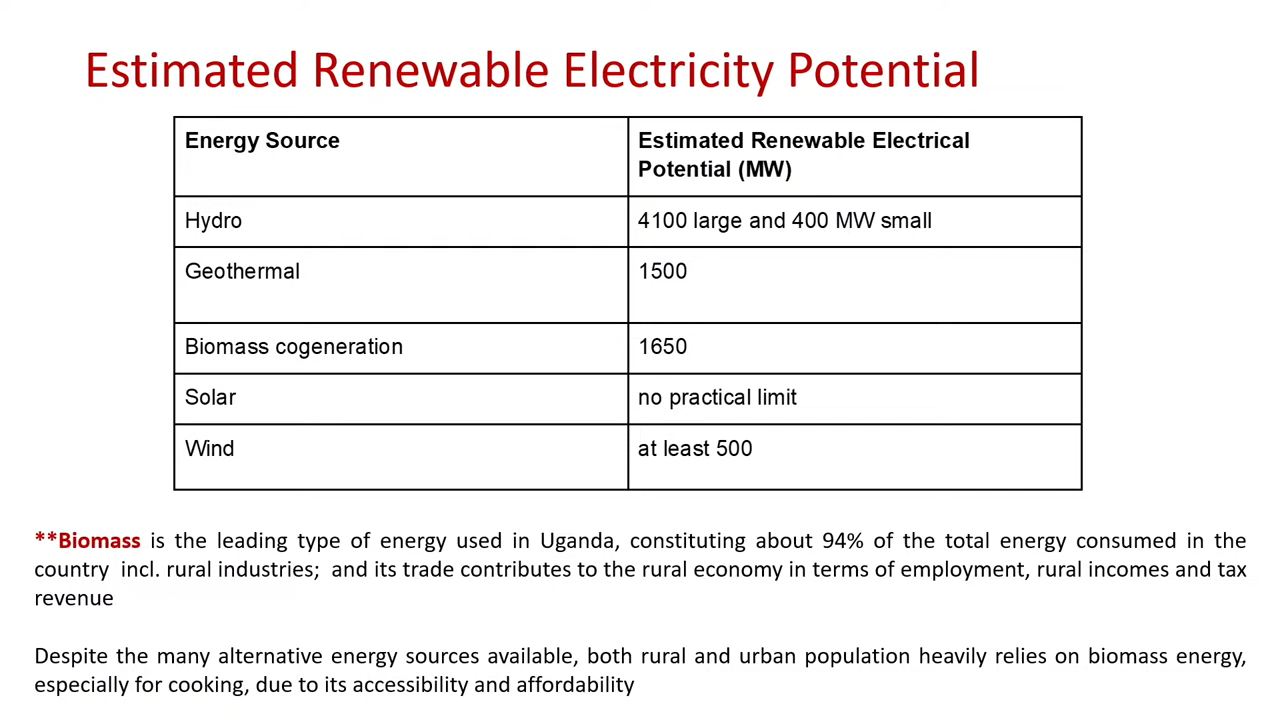 Estimated Renewable Electricity Potential
Energy Source
Estimated Renewable Electrical
Potential (MW)
Hydro
4100 large and 400 MW small
Geothermal
1500
Biomass cogeneration
1650
Solar
no practical limit
Wind
at least 500
**Biomass is the leading type of energy used in Uganda, constituting about 94% of the total energy consumed in the
country incl. rural industries; and its trade contributes to the rural economy in terms of employment, rural incomes and tax
revenue
Despite the many alternative energy sources available, both rural and urban population heavily relies on biomass energy,
especially for cooking, due to its accessibility and affordability